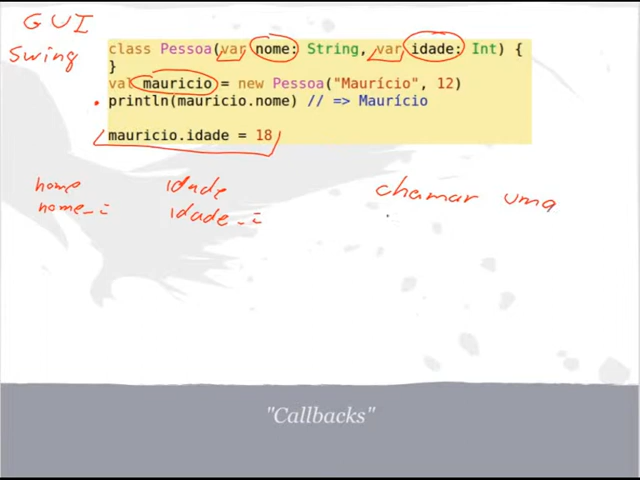 GUI
Swing
class Pessoa(var nome: String, var idade: Int) {
}
val mauricio = new Pessoa("Maurício", 12)
println(mauricio.nome) // => Maurício
mauricio.idade = 18
nome idade chamar uma
nome_= idade_=
"Callbacks"